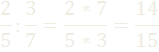 2/5 : 3/7 = 2 * 7 / 5 * 3 = 14/15